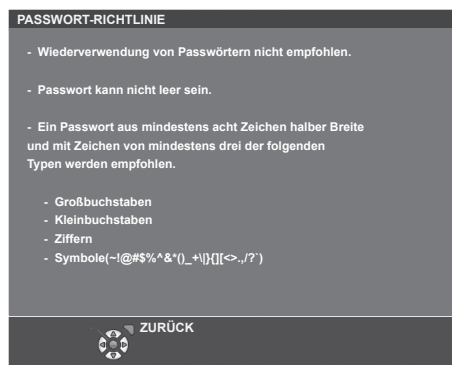 PASSWORT-RICHTLINIE
- Wiederverwendung von Passwörtern nicht empfohlen.
- Passwort kann nicht leer sein.
- Ein Passwort aus mindestens acht Zeichen halber Breite
und mit Zeichen von mindestens drei der folgenden
Typen werden empfohlen.
- Großbuchstaben
- Kleinbuchstaben
- Ziffern
- Symbole(~!@#$%^&*()_+\|}{][<>.,/?`)
ZURÜCK